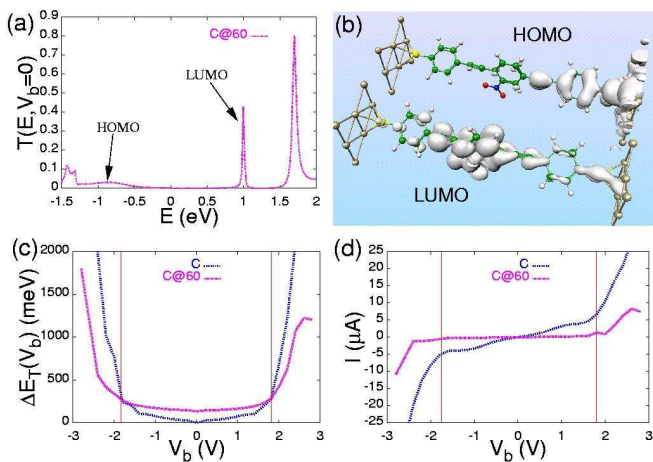 (a)
T(E,V_b=0)
0.8
0.7
0.6
0.5
0.4
0.3
0.2
0.1
0
C@60
LUMO
HOMO
-1.5 -1 -0.5 0 0.5 1 1.5 2
E (eV)
(b)
HOMO
LUMO
(c)
ΔE_T(V_b) (meV)
2000
1500
1000
500
0
C
C@60
-3 -2 -1 0 1 2 3
V_b (V)
(d)
I (μA)
25
20
15
10
5
0
-5
-10
-15
-20
-25
C
C@60
-3 -2 -1 0 1 2 3
V_b (V)